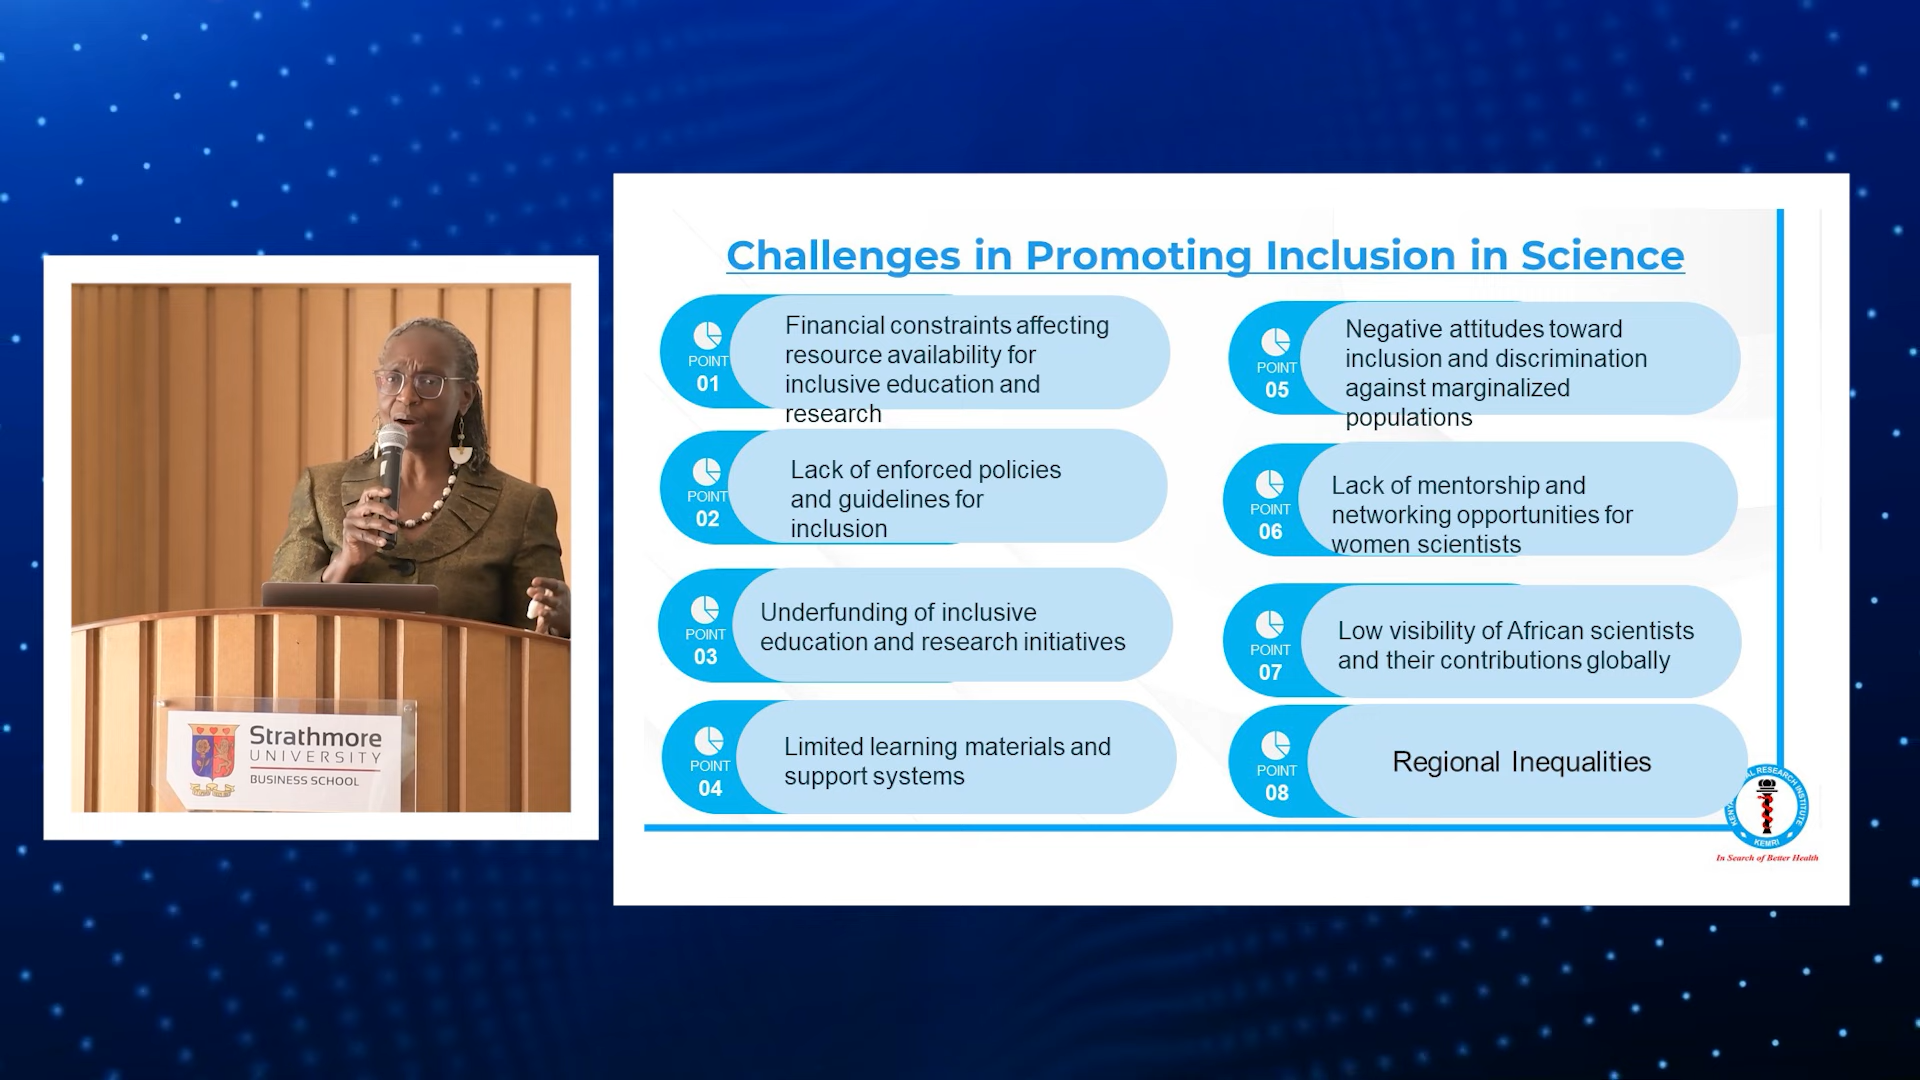 Challenges in Promoting Inclusion in Science
POINT
01
Financial constraints affecting
resource availability for
inclusive education and
research
POINT
02
Lack of enforced policies
and guidelines for
inclusion
POINT
03
Underfunding of inclusive
education and research initiatives
POINT
04
Limited learning materials and
support systems
POINT
05
Negative attitudes toward
inclusion and discrimination
against marginalized
populations
POINT
06
Lack of mentorship and
networking opportunities for
women scientists
POINT
07
Low visibility of African scientists
and their contributions globally
POINT
08
Regional Inequalities
RESEARCH INSTITUTE
KEMRI
In Search of Better Health
Strathmore
UNIVERSITY
BUSINESS SCHOOL